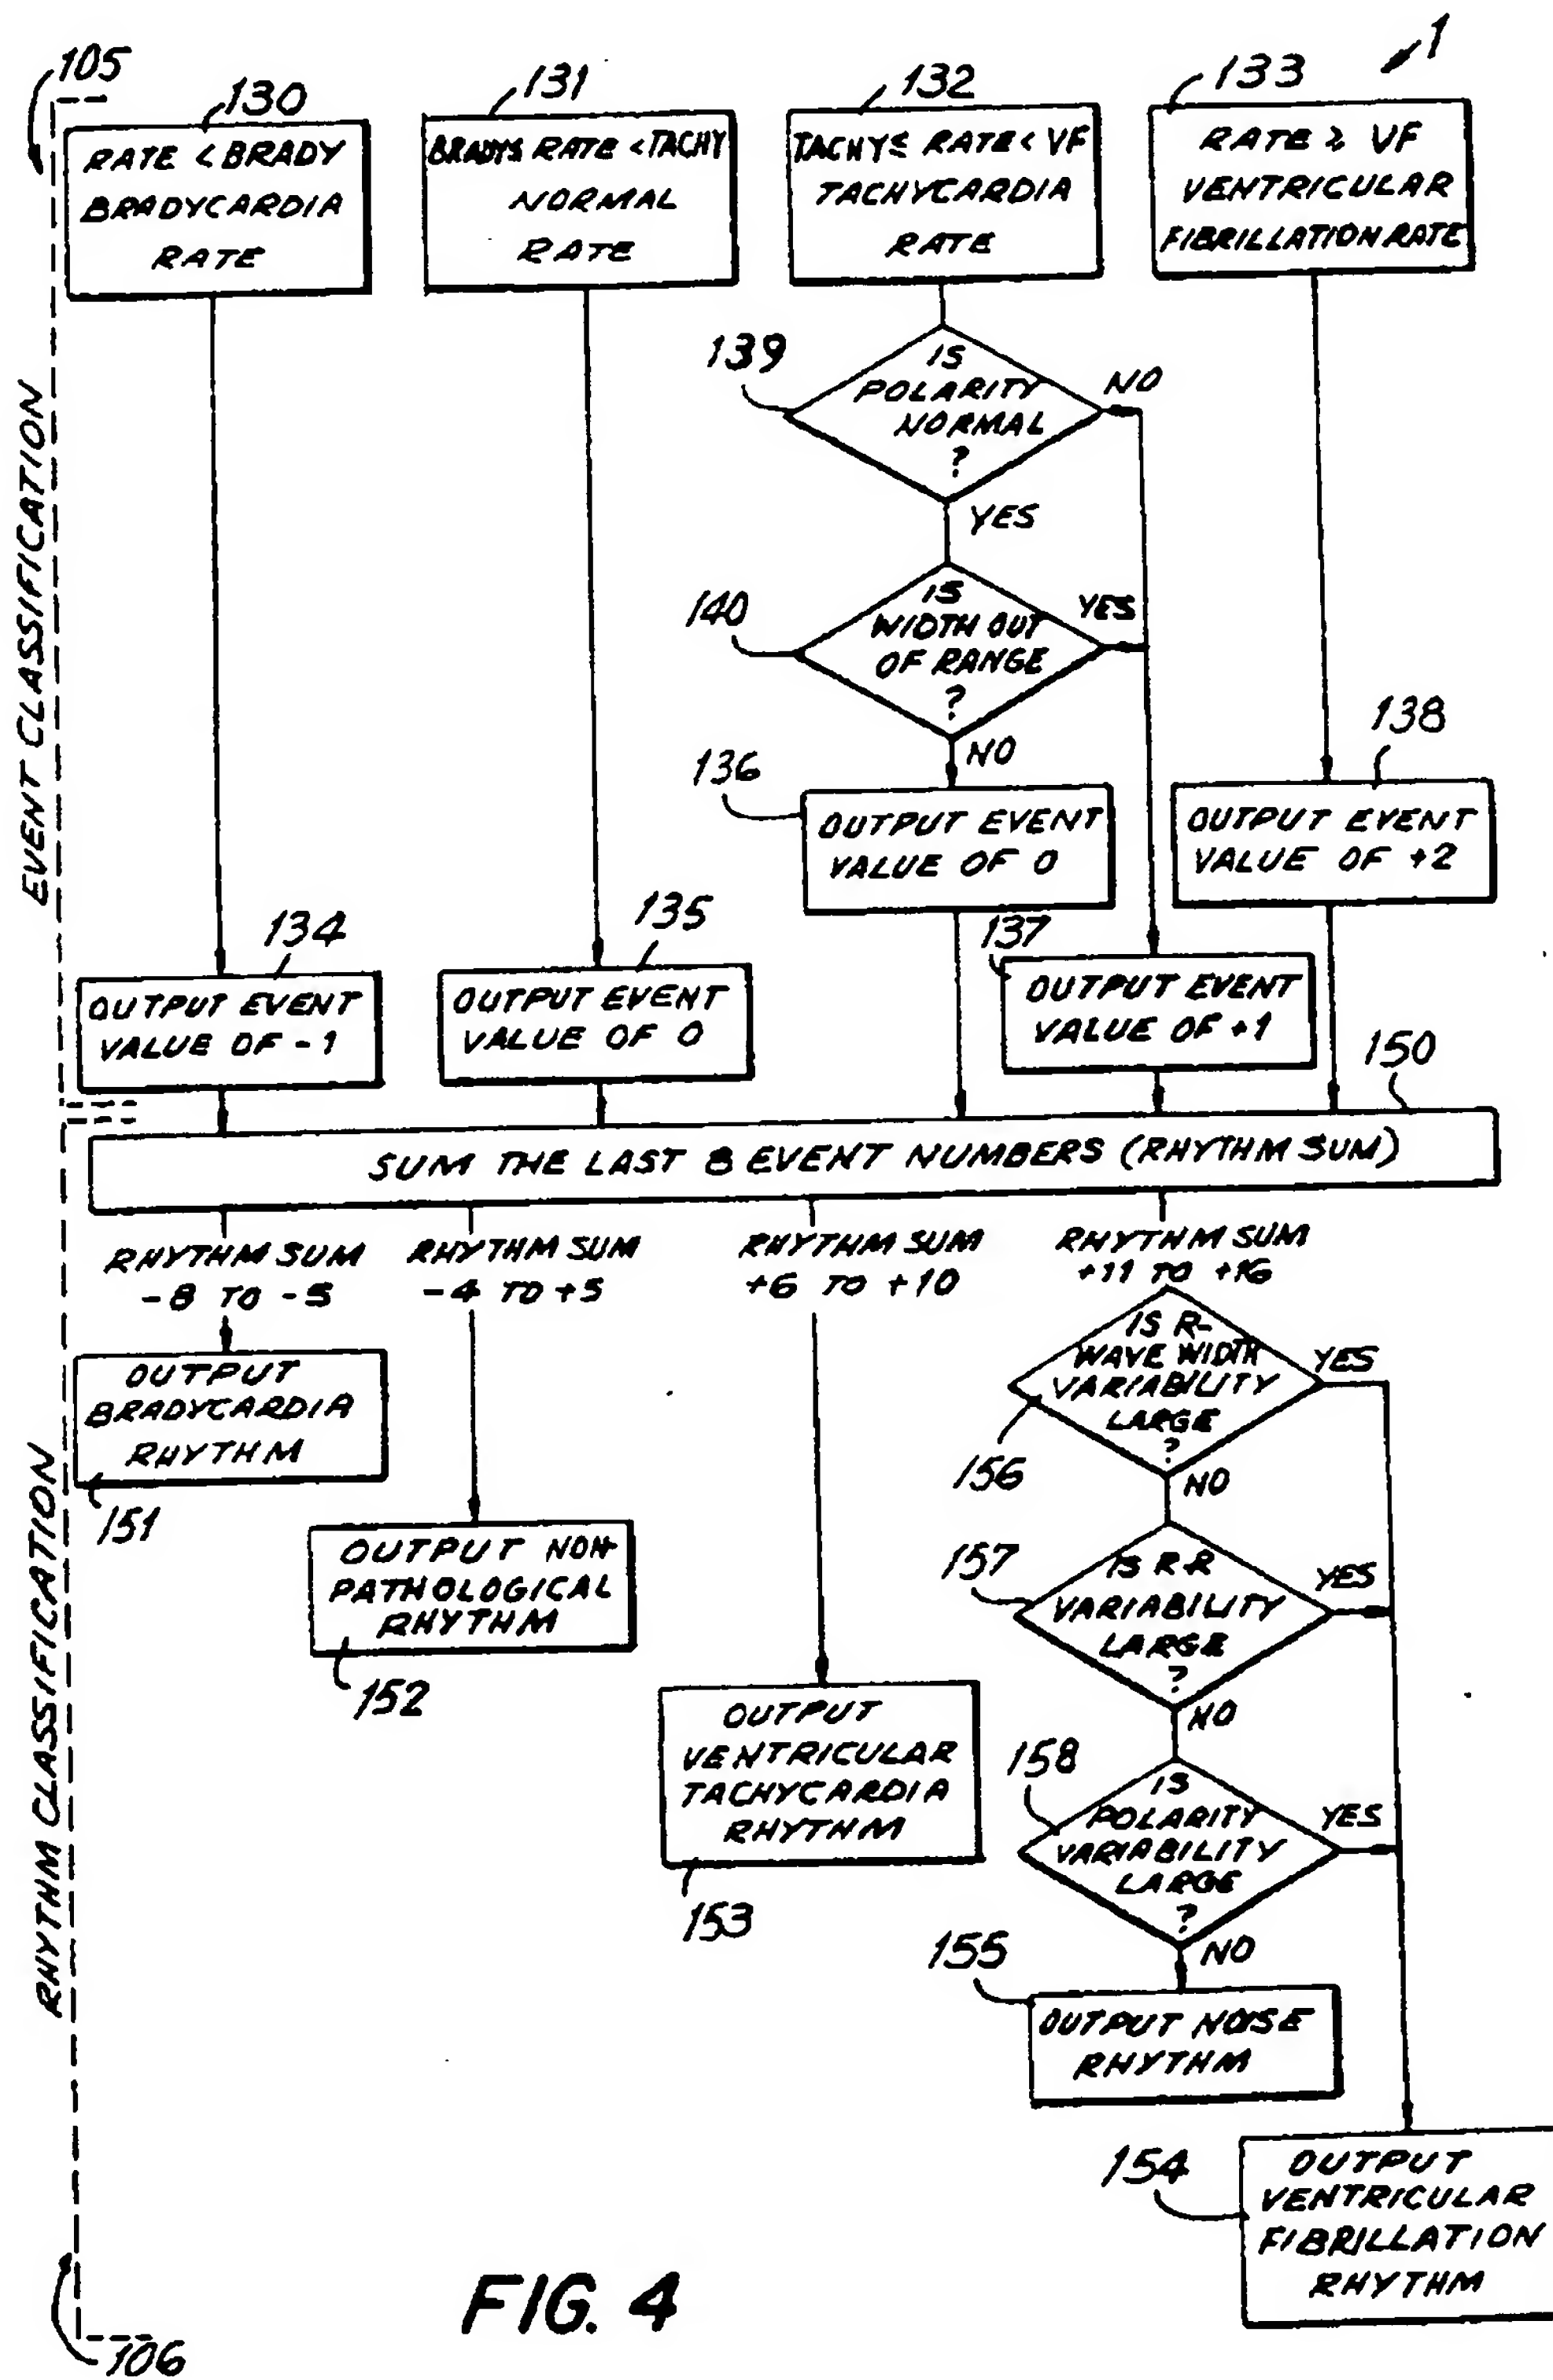 1
105
130
131
132
133
RATE < BRADY
BRADYCARDIA
RATE
BRADY≤ RATE < TACHY
NORMAL
RATE
TACHY≤ RATE < VF
TACHYCARDIA
RATE
RATE ≥ VF
VENTRICULAR
FIBRILLATION RATE
EVENT CLASSIFICATION
139
IS
POLARITY
NORMAL
?
NO
YES
140
IS
WIDTH OUT
OF RANGE
?
YES
NO
136
OUTPUT EVENT
VALUE OF 0
138
OUTPUT EVENT
VALUE OF +2
134
OUTPUT EVENT
VALUE OF -1
135
OUTPUT EVENT
VALUE OF 0
137
OUTPUT EVENT
VALUE OF +1
150
SUM THE LAST 8 EVENT NUMBERS (RHYTHM SUM)
RHYTHM SUM
-8 TO -5
RHYTHM SUM
-4 TO +5
RHYTHM SUM
+6 TO +10
RHYTHM SUM
+11 TO +16
RHYTHM CLASSIFICATION
OUTPUT
BRADYCARDIA
RHYTHM
151
OUTPUT NON-
PATHOLOGICAL
RHYTHM
152
OUTPUT
VENTRICULAR
TACHYCARDIA
RHYTHM
153
IS R-
WAVE WIDTH
VARIABILITY
LARGE
?
YES
156
NO
157
IS R R
VARIABILITY
LARGE
?
YES
NO
158
IS
POLARITY
VARIABILITY
LARGE
?
YES
NO
155
OUTPUT NOISE
RHYTHM
154
OUTPUT
VENTRICULAR
FIBRILLATION
RHYTHM
106
FIG. 4